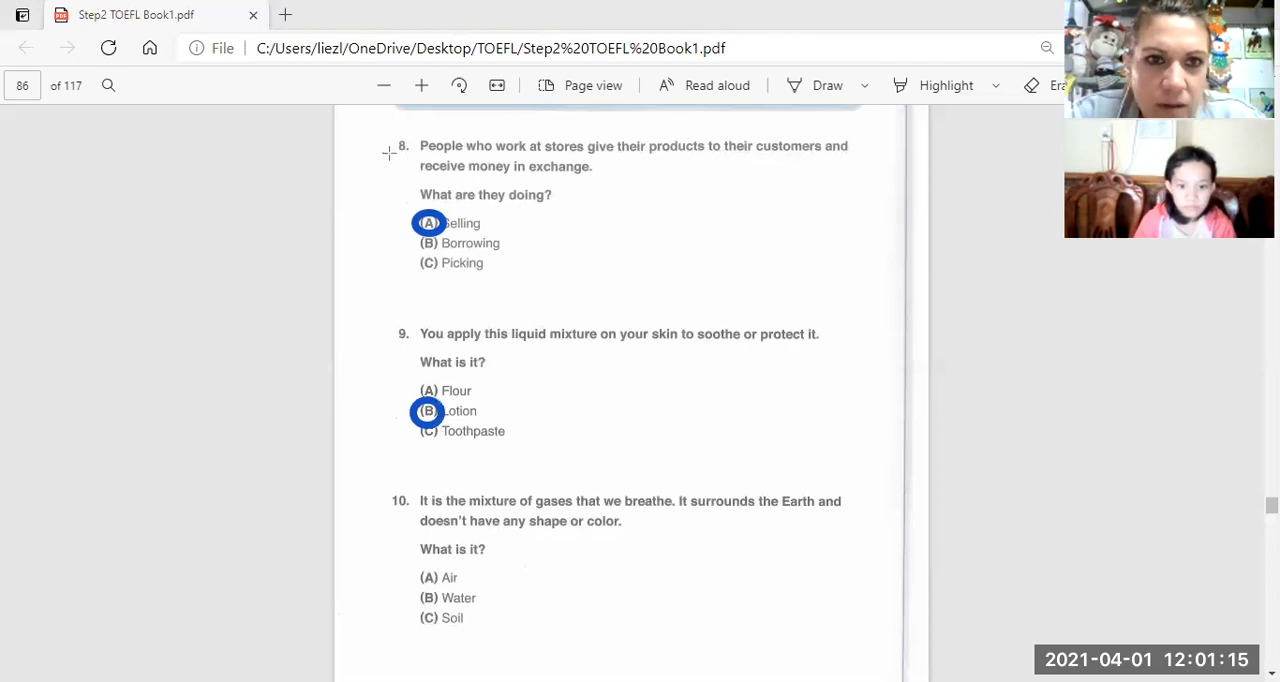 Step2 TOEFL Book1.pdf
File C:/Users/liezl/OneDrive/Desktop/TOEFL/Step2%20TOEFL%20Book1.pdf
86 of 117 Page view Read aloud Draw Highlight
8. People who work at stores give their products to their customers and
receive money in exchange.
What are they doing?
(A) Selling
(B) Borrowing
(C) Picking
9. You apply this liquid mixture on your skin to soothe or protect it.
What is it?
(A) Flour
(B) Lotion
(C) Toothpaste
10. It is the mixture of gases that we breathe. It surrounds the Earth and
doesn't have any shape or color.
What is it?
(A) Air
(B) Water
(C) Soil
2021-04-01 12:01:15